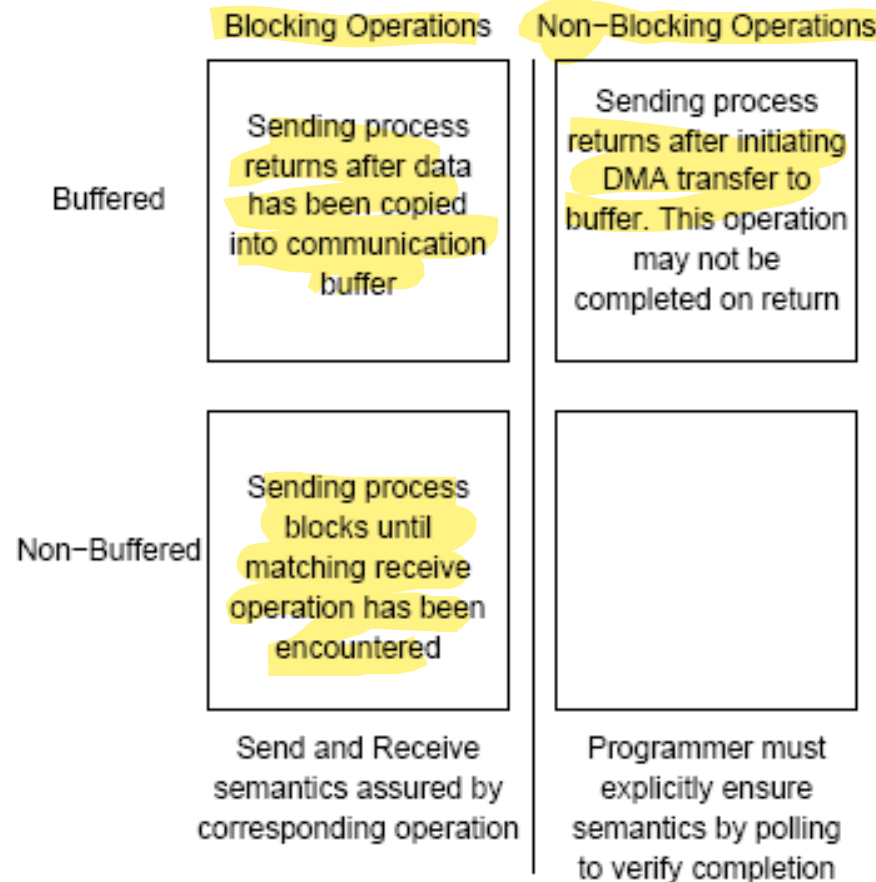 Blocking Operations
Non−Blocking Operations
Buffered
Sending process
returns after data
has been copied
into communication
buffer
Sending process
returns after initiating
DMA transfer to
buffer. This operation
may not be
completed on return
Non−Buffered
Sending process
blocks until
matching receive
operation has been
encountered
Send and Receive
semantics assured by
corresponding operation
Programmer must
explicitly ensure
semantics by polling
to verify completion